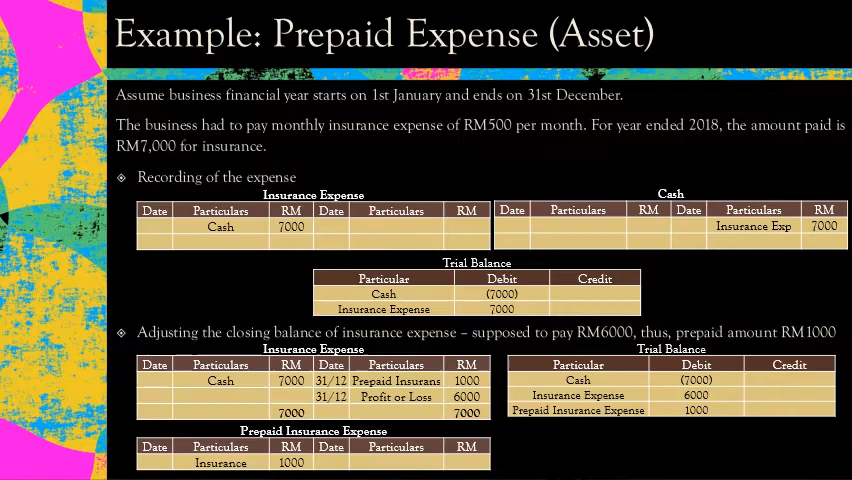 Example: Prepaid Expense (Asset)
Assume business financial year starts on 1st January and ends on 31st December.
The business had to pay monthly insurance expense of RM500 per month. For year ended 2018, the amount paid is
RM7,000 for insurance.
Recording of the expense
Insurance Expense
Date Particulars RM Date Particulars RM
Cash 7000
Cash
Date Particulars RM Date Particulars RM
Insurance Exp 7000
Trial Balance
Particular Debit Credit
Cash (7000)
Insurance Expense 7000
Adjusting the closing balance of insurance expense – supposed to pay RM6000, thus, prepaid amount RM1000
Insurance Expense
Date Particulars RM Date Particulars RM
Cash 7000 31/12 Prepaid Insurans 1000
31/12 Profit or Loss 6000
7000 7000
Trial Balance
Particular Debit Credit
Cash (7000)
Insurance Expense 6000
Prepaid Insurance Expense 1000
Prepaid Insurance Expense
Date Particulars RM Date Particulars RM
Insurance 1000